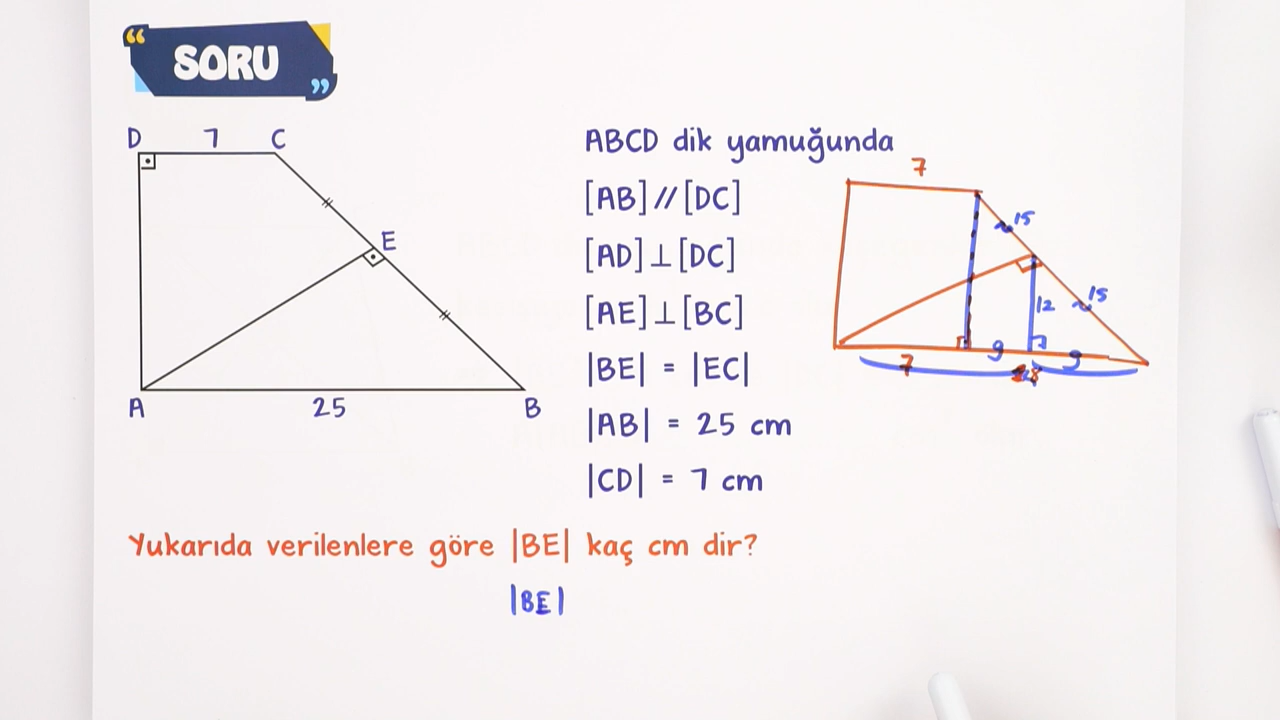 “ SORU ”
D 7 C
E
A 25 B
ABCD dik yamuğunda
[AB] // [DC]
[AD] ⊥ [DC]
[AE] ⊥ [BC]
|BE| = |EC|
|AB| = 25 cm
|CD| = 7 cm
7
15
15
12
7 9 9
18
Yukarıda verilenlere göre |BE| kaç cm dir?
|BE|